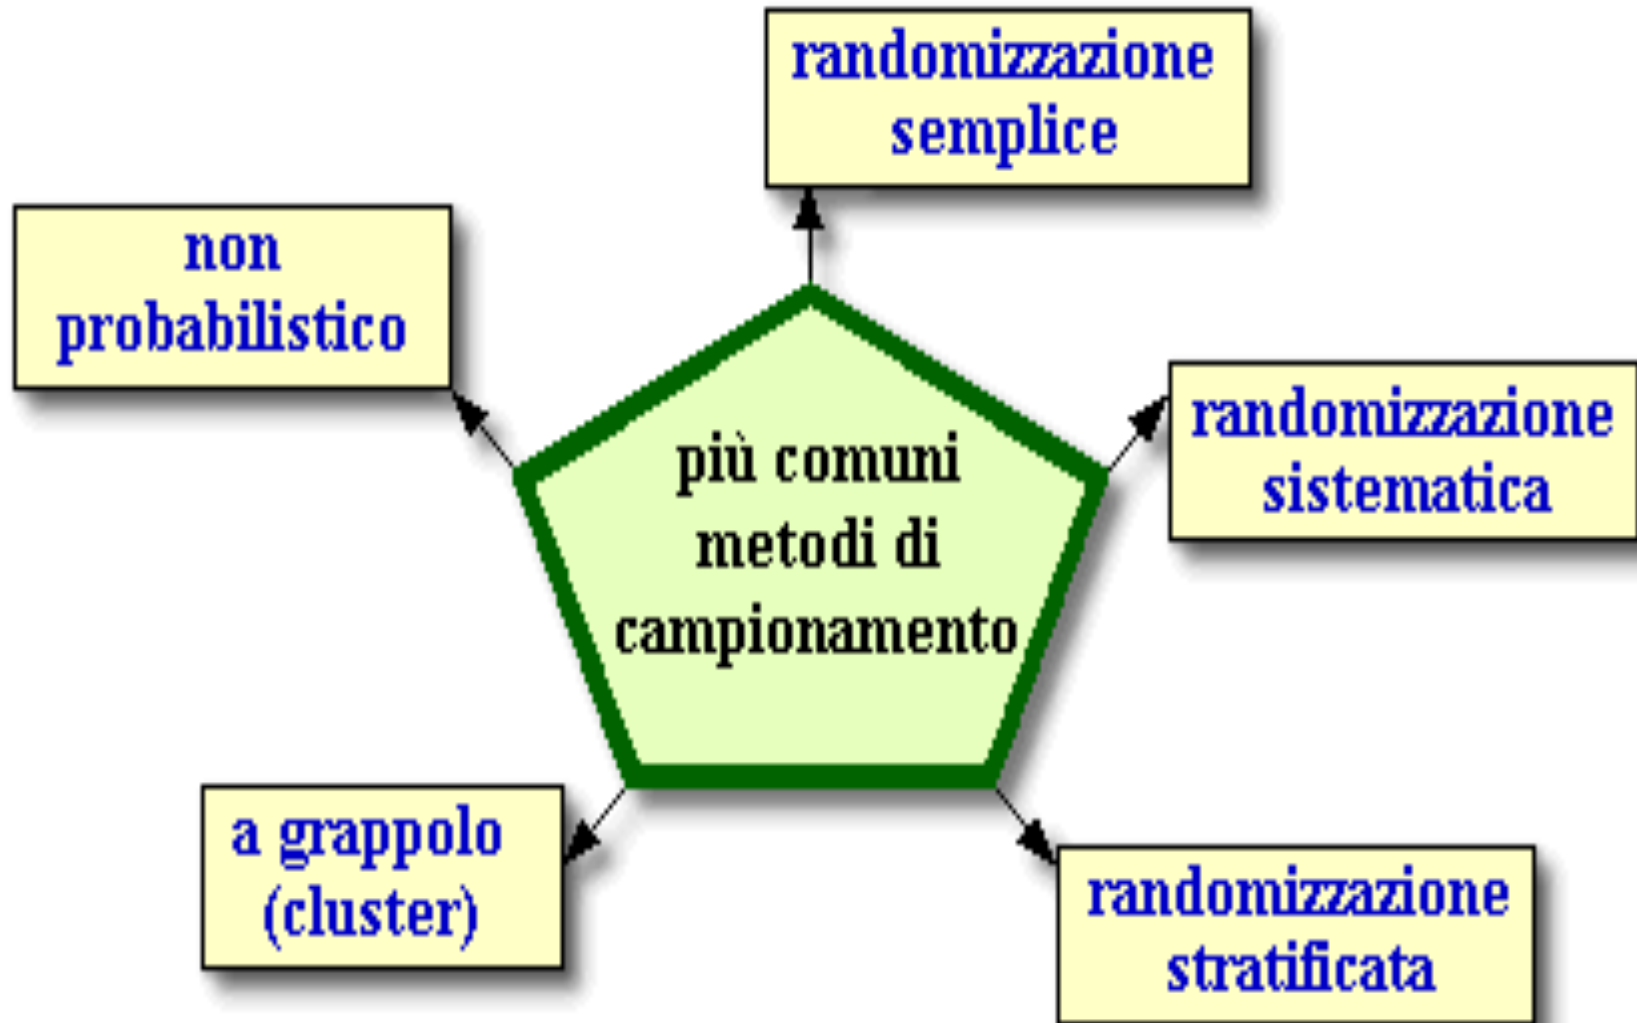 randomizzazione
semplice
non
probabilistico
randomizzazione
sistematica
più comuni
metodi di
campionamento
a grappolo
(cluster)
randomizzazione
stratificata